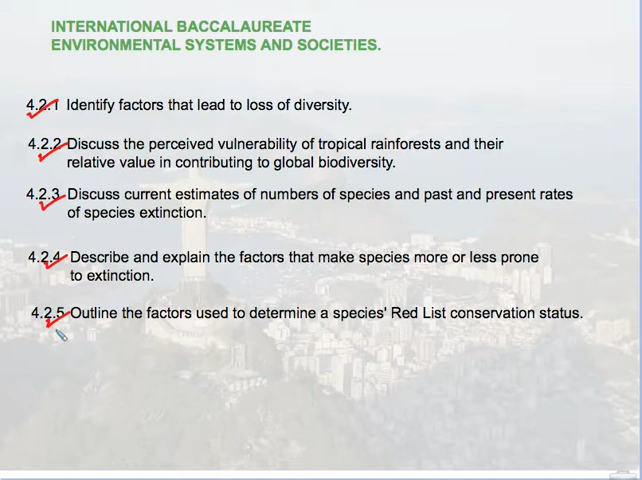 INTERNATIONAL BACCALAUREATE
ENVIRONMENTAL SYSTEMS AND SOCIETIES.
4.2.1 Identify factors that lead to loss of diversity.
4.2.2 Discuss the perceived vulnerability of tropical rainforests and their
relative value in contributing to global biodiversity.
4.2.3 Discuss current estimates of numbers of species and past and present rates
of species extinction.
4.2.4 Describe and explain the factors that make species more or less prone
to extinction.
4.2.5 Outline the factors used to determine a species' Red List conservation status.